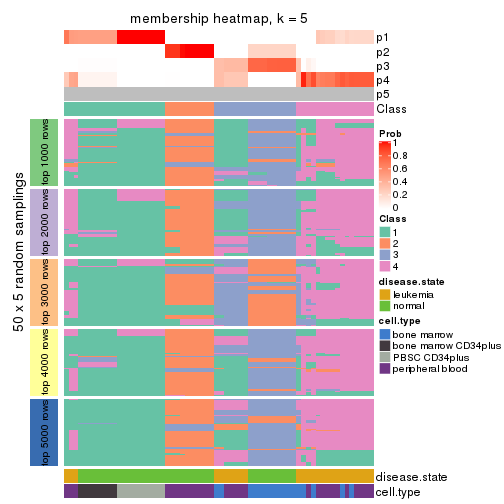 membership heatmap, k = 5
p1
p2
p3
p4
p5
Class
50 x 5 random samplings
top 1000 rows
top 2000 rows
top 3000 rows
top 4000 rows
top 5000 rows
disease.state
cell.type
Prob
1
0.8
0.6
0.4
0.2
0
Class
1
2
3
4
disease.state
leukemia
normal
cell.type
bone marrow
bone marrow CD34plus
PBSC CD34plus
peripheral blood